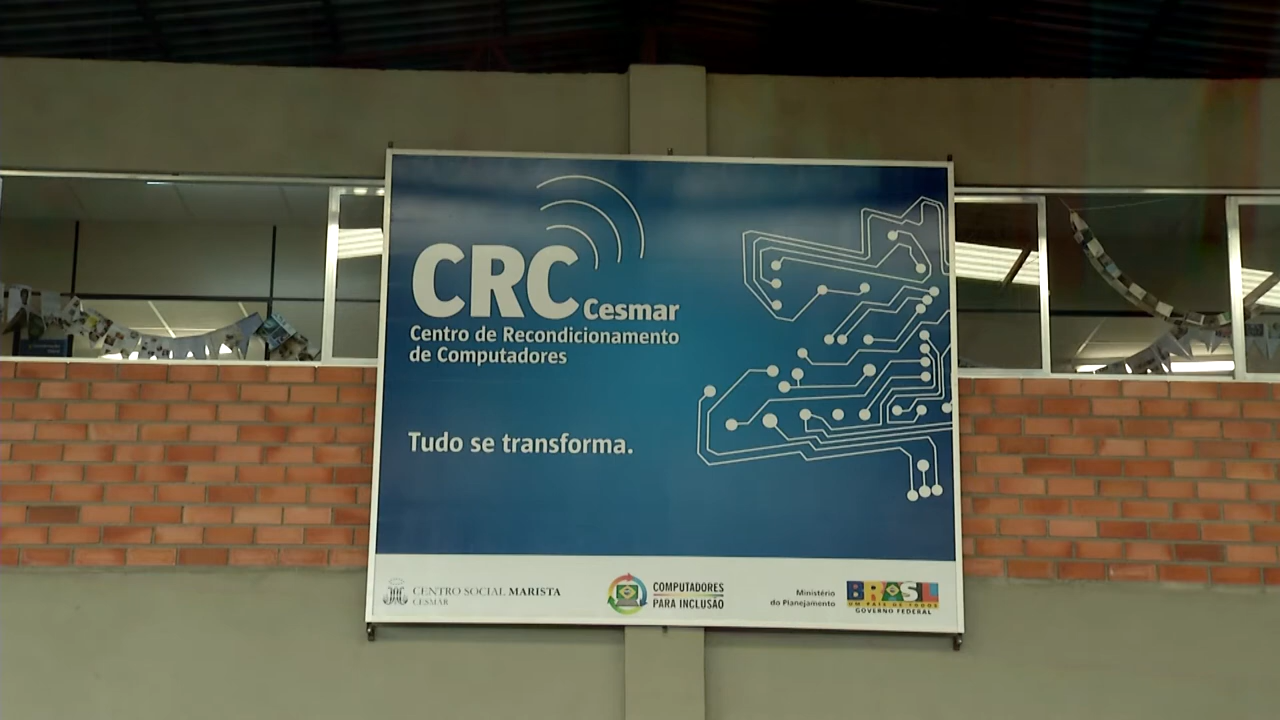 CRC Cesmar
Centro de Recondicionamento
de Computadores
Tudo se transforma.
CENTRO SOCIAL MARISTA
CESMAR
COMPUTADORES
PARA INCLUSÃO
Ministério
do Planejamento
BRASIL
UM PAÍS DE TODOS
GOVERNO FEDERAL